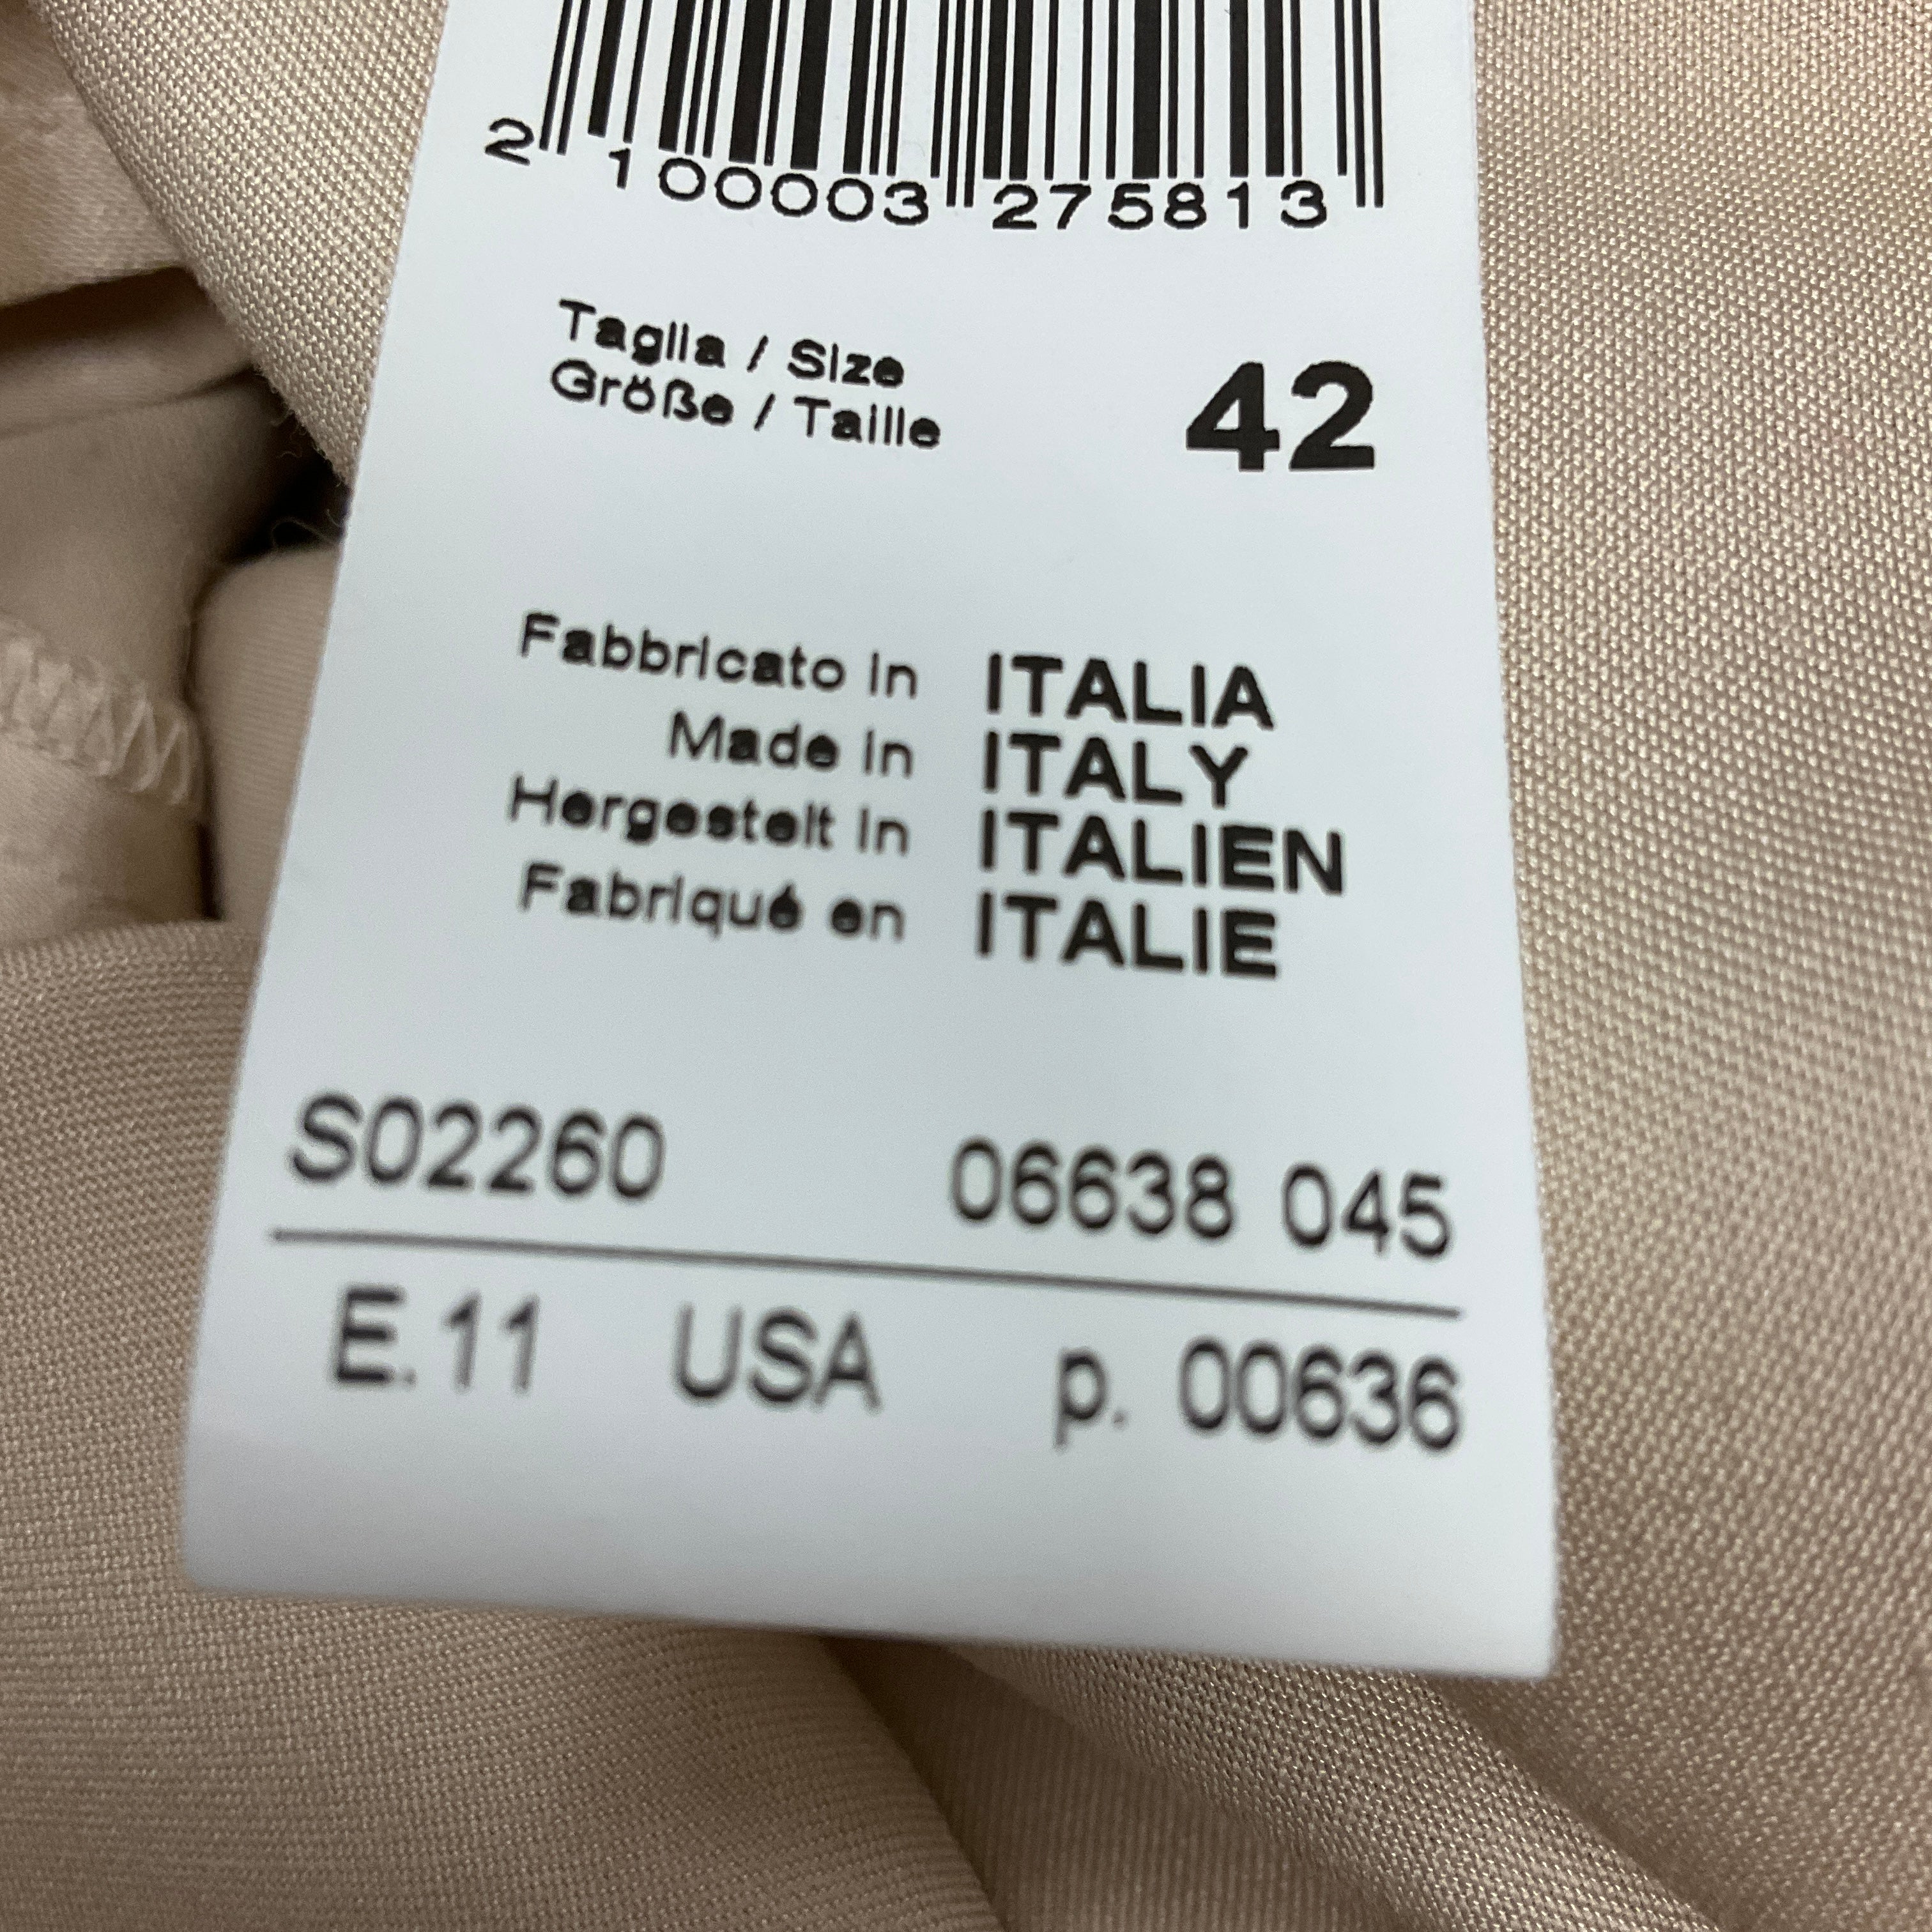 2 100003 275813
Taglia / Size
Größe / Taille 42
Fabbricato in ITALIA
Made in ITALY
Hergestelt in ITALIEN
Fabriqué en ITALIE
S02260 06638 045
E.11 USA p. 00636